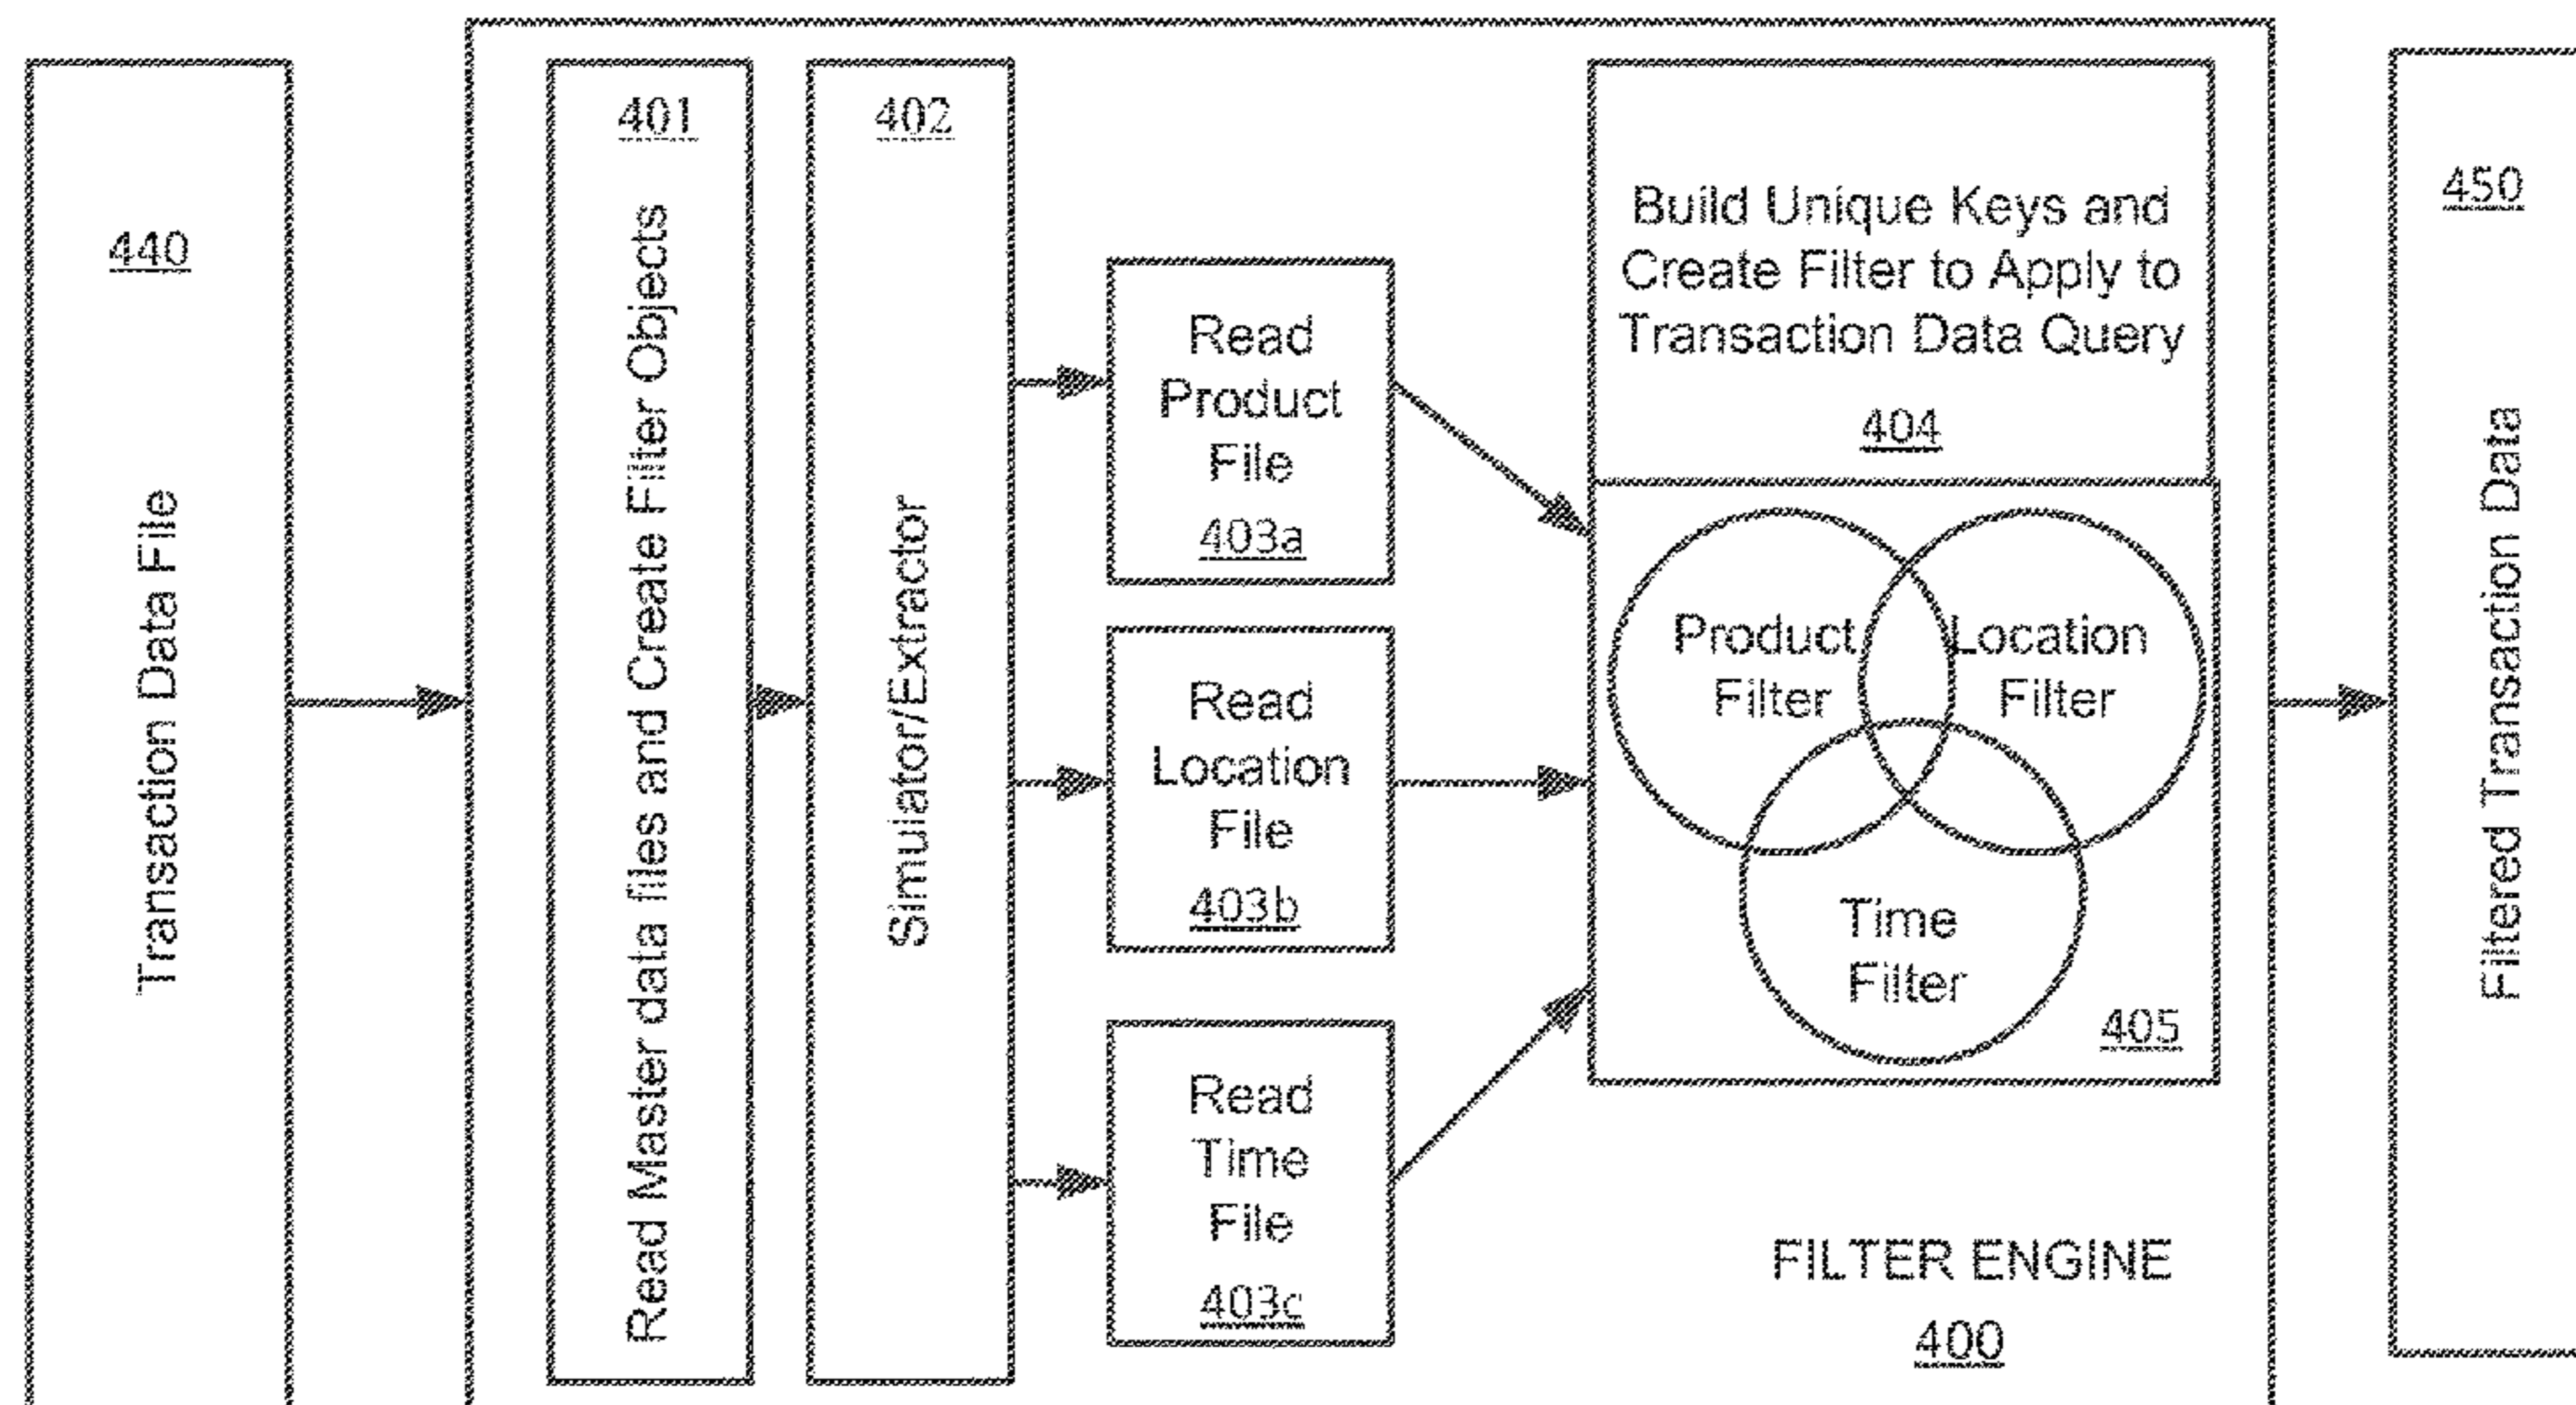 440
Transaction Data File
401
Read Master data files and Create Filter Objects
402
Simulator/Extractor
Read
Product
File
403a
Read
Location
File
403b
Read
Time
File
403c
Build Unique Keys and
Create Filter to Apply to
Transaction Data Query
404
Product
Filter
Location
Filter
Time
Filter
405
FILTER ENGINE
400
450
Filtered Transaction Data